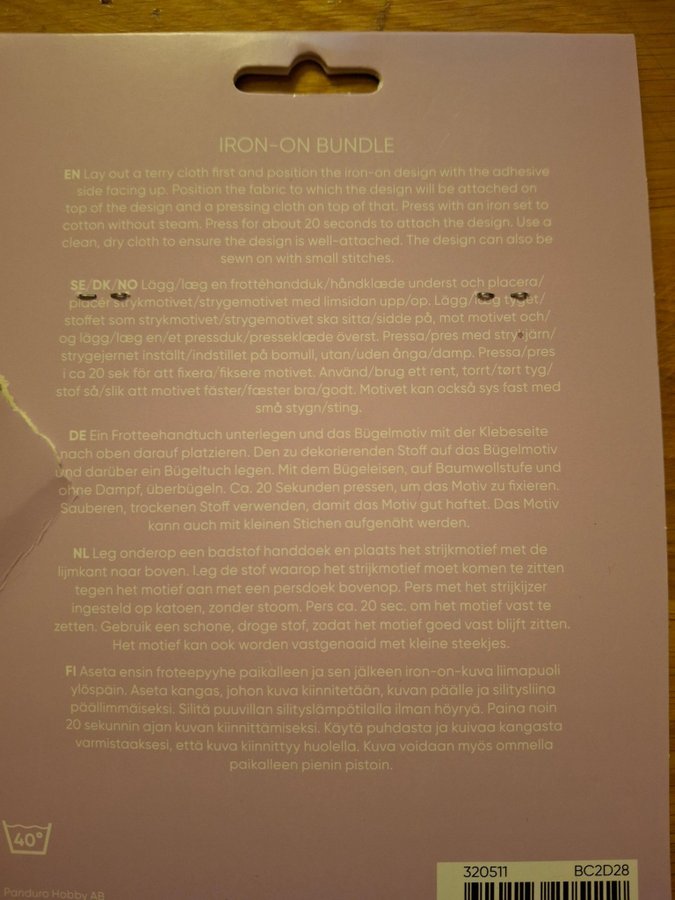 IRON-ON BUNDLE
EN Lay out a terry cloth first and position the iron-on design with the adhesive
side facing up. Position the fabric to which the design will be attached on
top of the design and a pressing cloth on top of that. Press with an iron set to
cotton without steam. Press for about 20 seconds to attach the design. Use a
clean, dry cloth to ensure the design is well-attached. The design can also be
sewn on with small stitches.
SE/DK/NO Lägg/læg en frottéhandduk/håndklæde underst och placera/
placer strykmotivet/strygemotivet med limsidan upp/op. Lägg/læg tyget/
stoffet som strykmotivet/strygemotivet ska sitta/sidde på, mot motivet och/
og lägg/læg en/et pressduk/presseklæde överst. Pressa/pres med strykjärn/
strygejernet inställt/indstillet på bomull, utan/uden ånga/damp. Pressa/pres
i ca 20 sek för att fixera/fiksere motivet. Använd/brug ett rent, torrt/tørt tyg/
stof så/slik att motivet fäster/fæster bra/godt. Motivet kan också sys fast med
små stygn/sting.
DE Ein Frotteehandtuch unterlegen und das Bügelmotiv mit der Klebeseite
nach oben darauf platzieren. Den zu dekorierenden Stoff auf das Bügelmotiv
und darüber ein Bügeltuch legen. Mit dem Bügeleisen, auf Baumwollstufe und
ohne Dampf, überbügeln. Ca. 20 Sekunden pressen, um das Motiv zu fixieren.
Sauberen, trockenen Stoff verwenden, damit das Motiv gut haftet. Das Motiv
kann auch mit kleinen Stichen aufgenäht werden.
NL Leg onderop een badstof handdoek en plaats het strijkmotief met de
lijmkant naar boven. Leg de stof waarop het strijkmotief moet komen te zitten
tegen het motief aan met een persdoek bovenop. Pers met het strijkijzer
ingesteld op katoen, zonder stoom. Pers ca. 20 sec. om het motief vast te
zetten. Gebruik een schone, droge stof, zodat het motief goed vast blijft zitten.
Het motief kan ook worden vastgenaaid met kleine steekjes.
FI Aseta ensin froteepyyhe paikalleen ja sen jälkeen iron-on-kuva liimapuoli
ylöspäin. Aseta kangas, johon kuva kiinnitetään, kuvan päälle ja silitysliina
päällimmäiseksi. Silitä puuvillan silityslämpötilalla ilman höyryä. Paina noin
20 sekunnin ajan kuvan kiinnittämiseksi. Käytä puhdasta ja kuivaa kangasta
varmistaaksesi, että kuva kiinnittyy huolella. Kuva voidaan myös ommella
paikalleen pienin pistoin.
40°
320511 BC2D28
Panduro Hobby AB